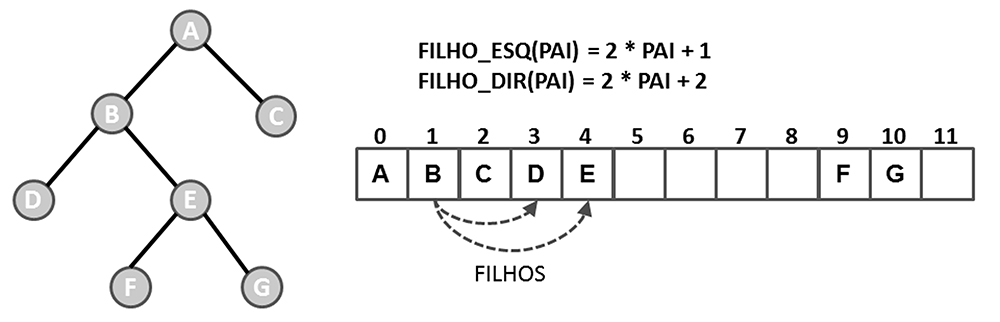 A
B
C
D
E
F
G
FILHO_ESQ(PAI) = 2 * PAI + 1
FILHO_DIR(PAI) = 2 * PAI + 2
0 1 2 3 4 5 6 7 8 9 10 11
A B C D E F G
FILHOS